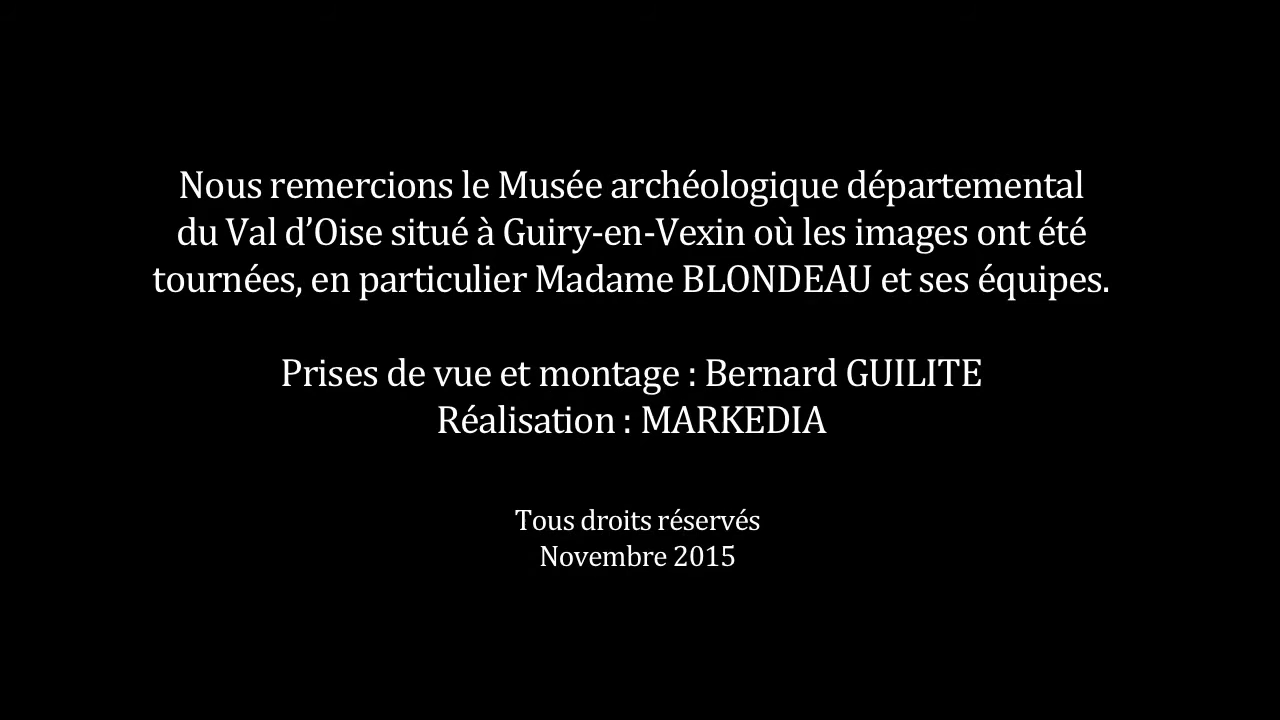 Nous remercions le Musée archéologique départemental
du Val d’Oise situé à Guiry-en-Vexin où les images ont été
tournées, en particulier Madame BLONDEAU et ses équipes.
Prises de vue et montage : Bernard GUILITE
Réalisation : MARKEDIA
Tous droits réservés
Novembre 2015